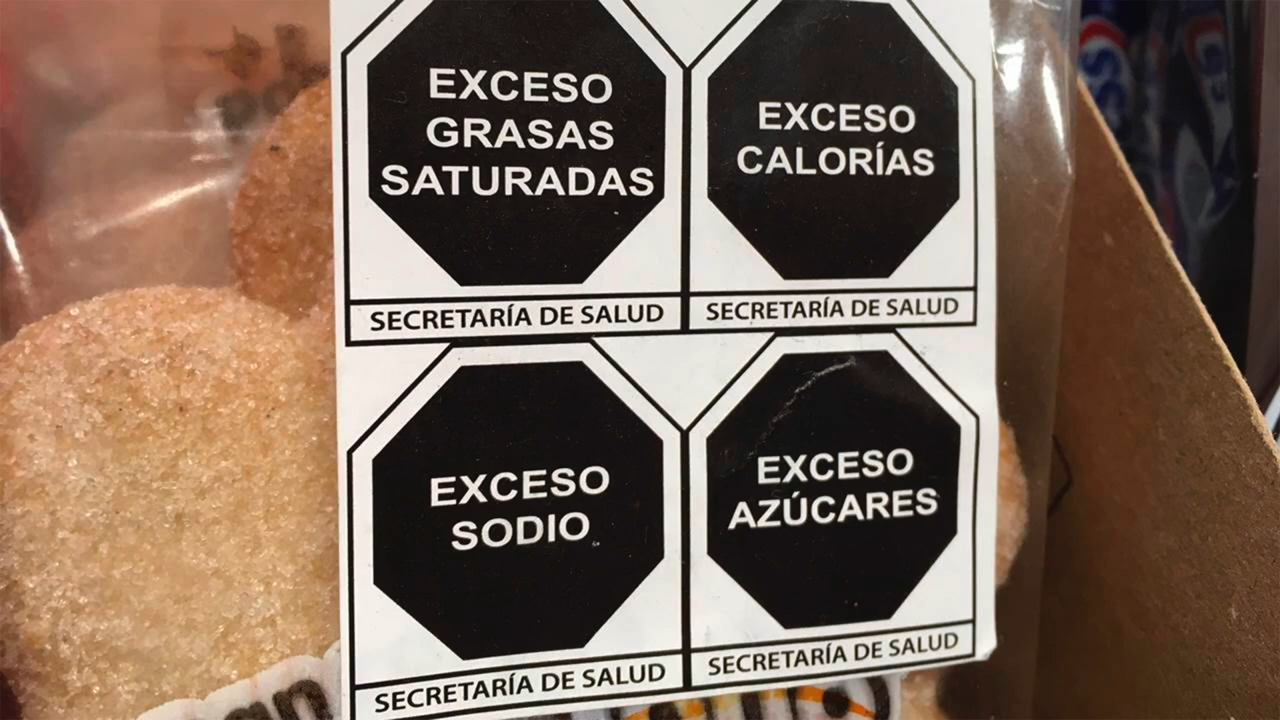 EXCESO
GRASAS
SATURADAS
SECRETARÍA DE SALUD
EXCESO
CALORÍAS
SECRETARÍA DE SALUD
EXCESO
SODIO
SECRETARÍA DE SALUD
EXCESO
AZÚCARES
SECRETARÍA DE SALUD